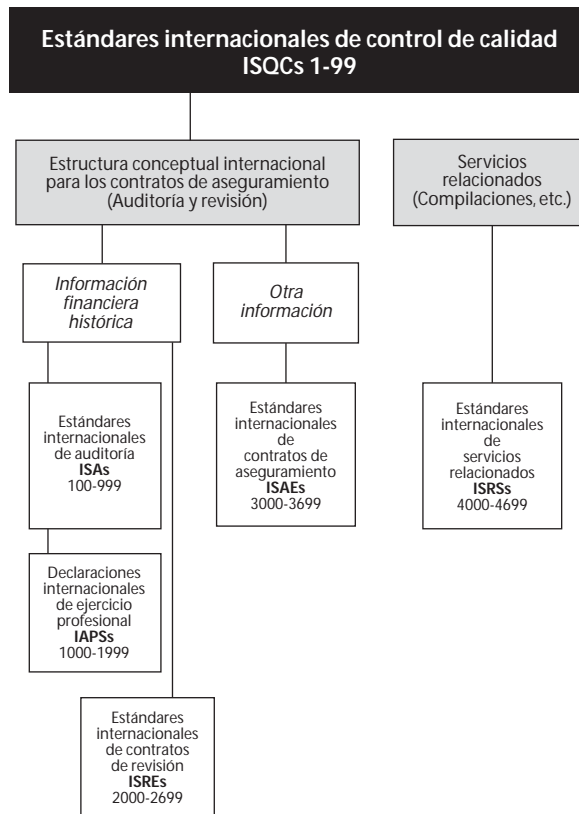 Estándares internacionales de control de calidad
ISQCs 1-99
Estructura conceptual internacional
para los contratos de aseguramiento
(Auditoría y revisión)
Servicios
relacionados
(Compilaciones, etc.)
Información
financiera
histórica
Otra
información
Estándares
internacionales
de auditoría
ISAs
100-999
Estándares
internacionales
de
contratos de
aseguramiento
ISAEs
3000-3699
Estándares
internacionales
de
servicios
relacionados
ISRSs
4000-4699
Declaraciones
internacionales
de ejercicio
profesional
IAPSs
1000-1999
Estándares
internacionales
de contratos
de revisión
ISREs
2000-2699